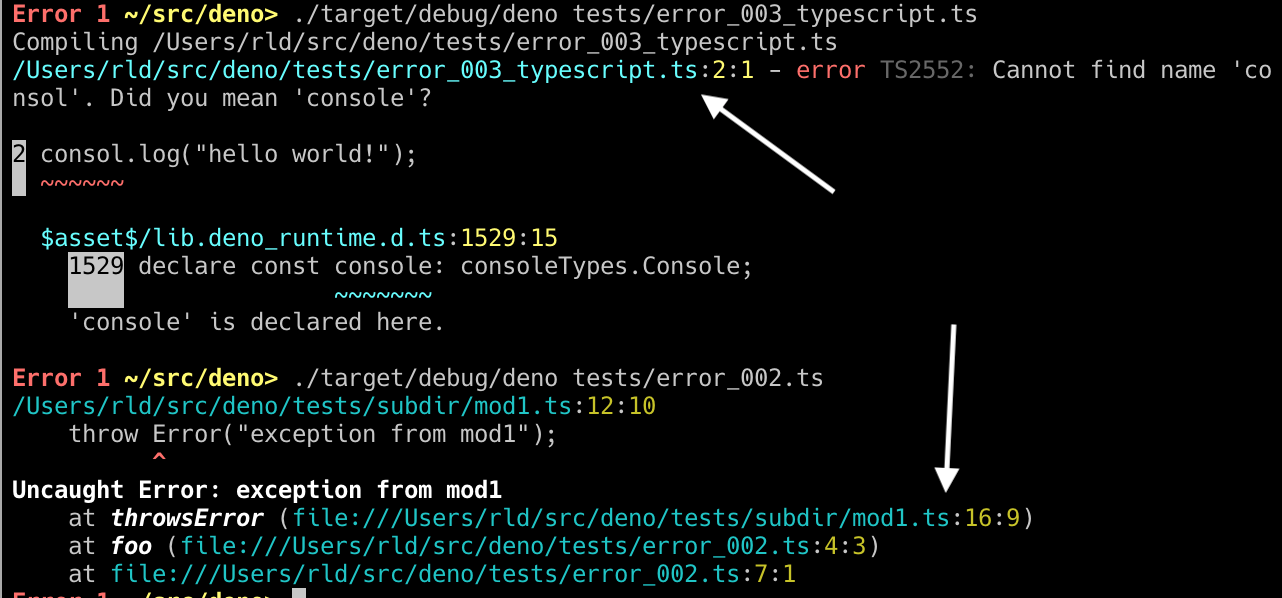 Error 1 ~/src/deno> ./target/debug/deno tests/error_003_typescript.ts
Compiling /Users/rld/src/deno/tests/error_003_typescript.ts
/Users/rld/src/deno/tests/error_003_typescript.ts:2:1 - error TS2552: Cannot find name 'co
nsol'. Did you mean 'console'?
2 consol.log("hello world!");
~~~~~~
$asset$/lib.deno_runtime.d.ts:1529:15
1529 declare const console: consoleTypes.Console;
~~~~~~~
'console' is declared here.
Error 1 ~/src/deno> ./target/debug/deno tests/error_002.ts
/Users/rld/src/deno/tests/subdir/mod1.ts:12:10
throw Error("exception from mod1");
^
Uncaught Error: exception from mod1
at throwsError (file:///Users/rld/src/deno/tests/subdir/mod1.ts:16:9)
at foo (file:///Users/rld/src/deno/tests/error_002.ts:4:3)
at file:///Users/rld/src/deno/tests/error_002.ts:7:1
Error 1 ~/src/deno>